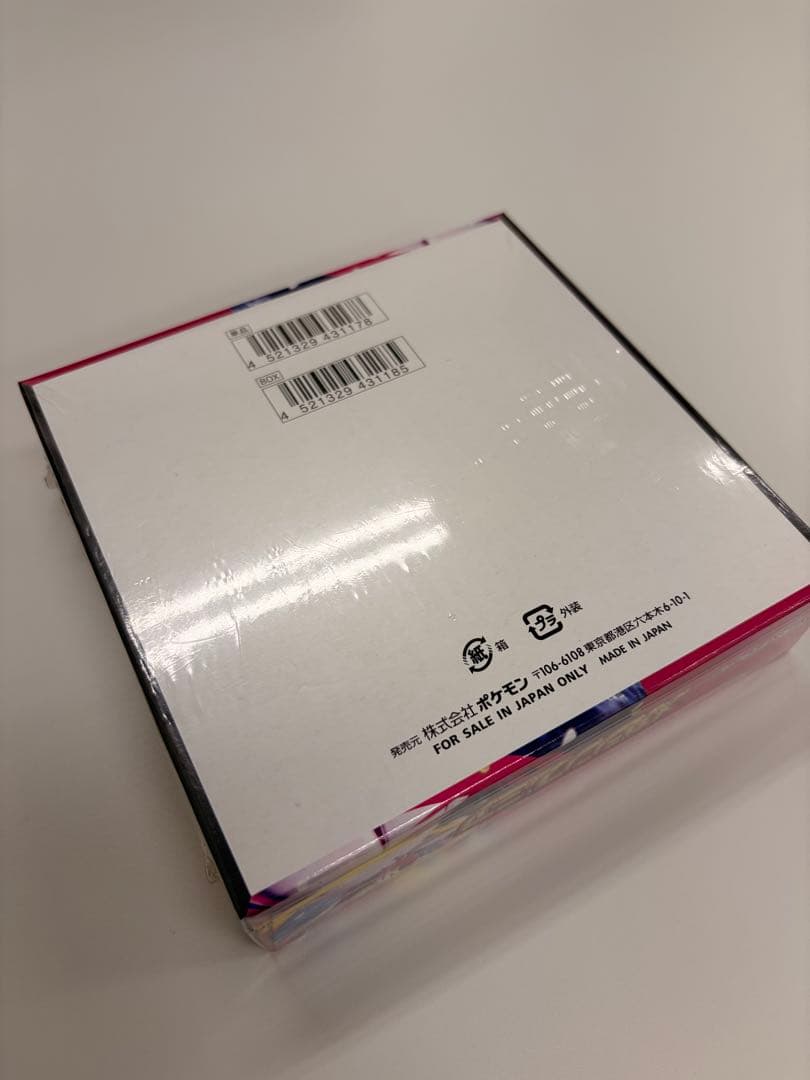 単品
4 521329 431178
BOX
4 521329 431185
紙 箱 プラ 外装
発売元 株式会社 ポケモン 〒106-6108 東京都港区六本木6-10-1
FOR SALE IN JAPAN ONLY MADE IN JAPAN